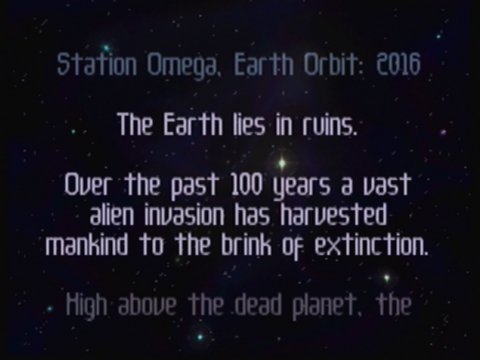 Station Omega, Earth Orbit: 2016
The Earth lies in ruins.
Over the past 100 years a vast
alien invasion has harvested
mankind to the brink of extinction.
High above the dead planet, the